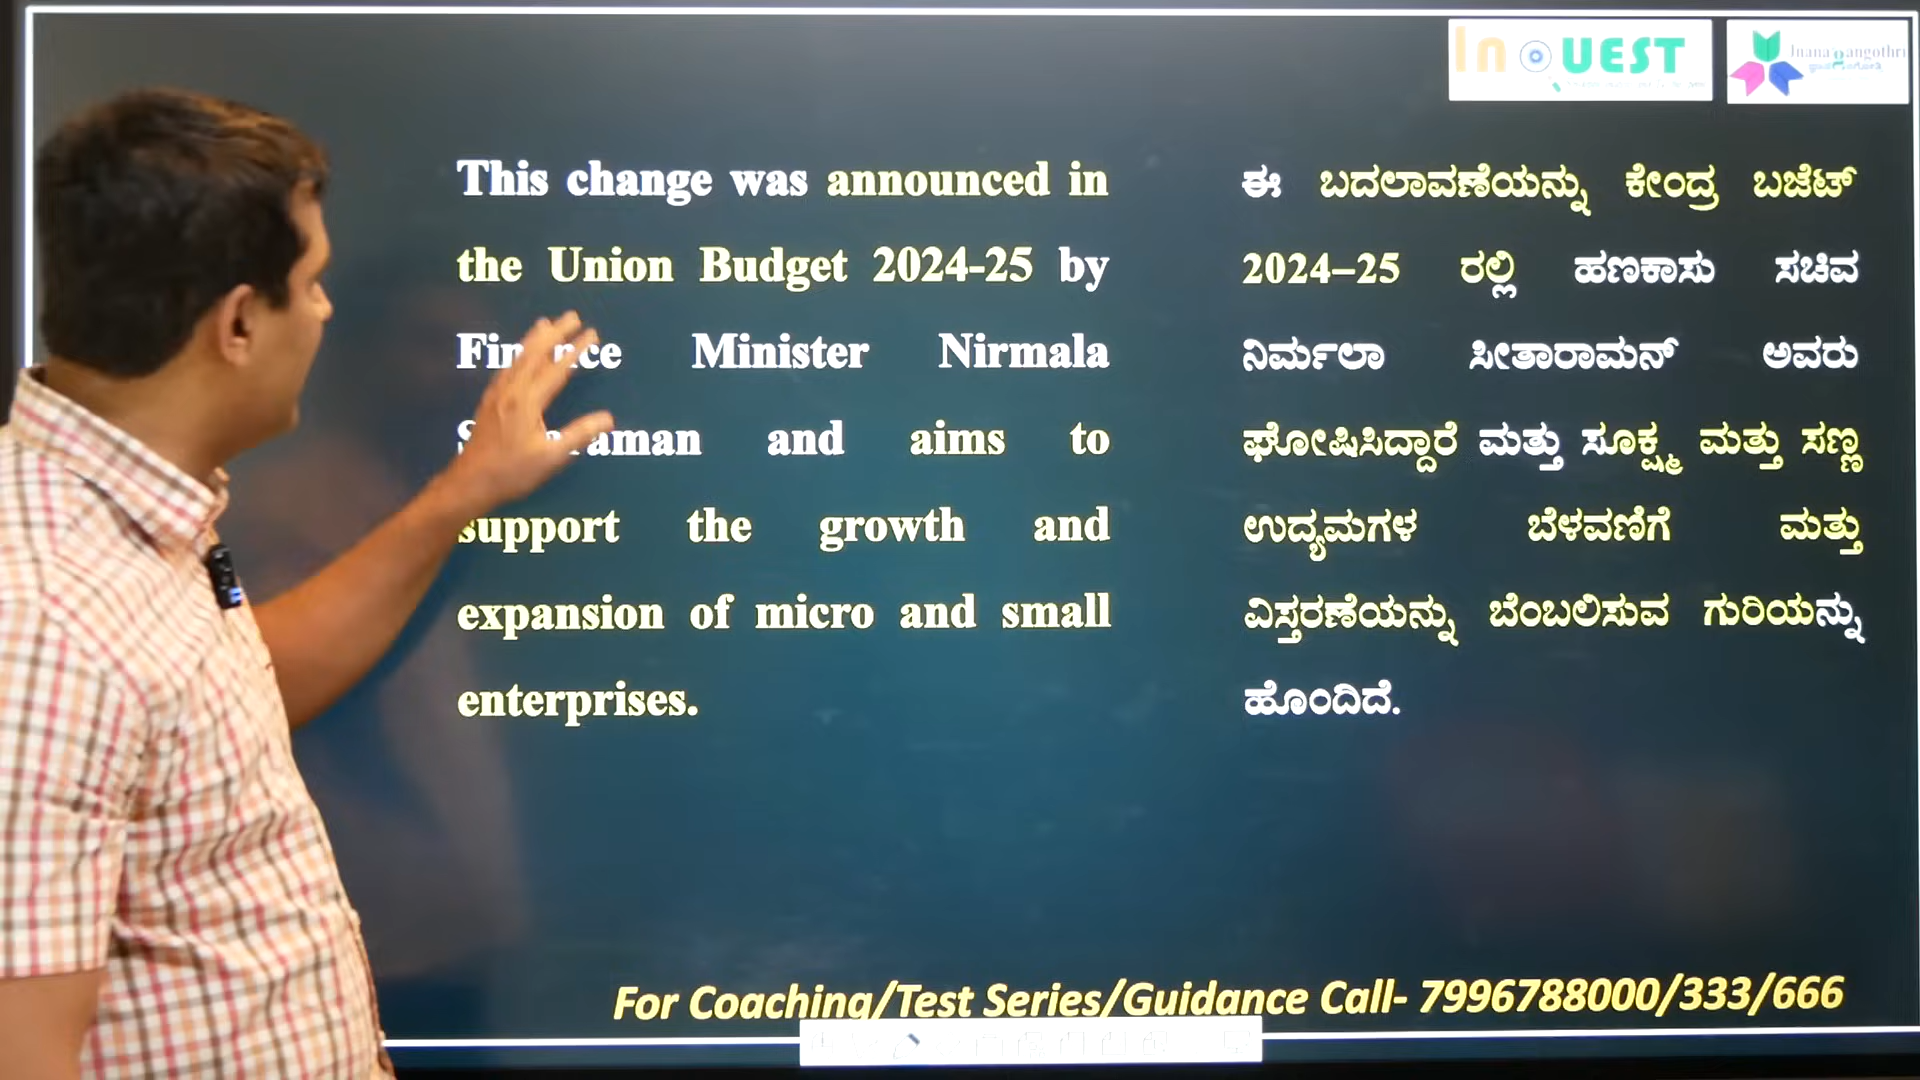 In QUEST
Jnana gangothri
This change was announced in
the Union Budget 2024-25 by
Minister Nirmala
and aims to
support the growth and
expansion of micro and small
enterprises.
ಈ ಬದಲಾವಣೆಯನ್ನು ಕೇಂದ್ರ ಬಜೆಟ್
2024–25 ರಲ್ಲಿ ಹಣಕಾಸು ಸಚಿವ
ನಿರ್ಮಲಾ ಸೀತಾರಾಮನ್ ಅವರು
ಘೋಷಿಸಿದ್ದಾರೆ ಮತ್ತು ಸೂಕ್ಷ್ಮ ಮತ್ತು ಸಣ್ಣ
ಉದ್ಯಮಗಳ ಬೆಳವಣಿಗೆ ಮತ್ತು
ವಿಸ್ತರಣೆಯನ್ನು ಬೆಂಬಲಿಸುವ ಗುರಿಯನ್ನು
ಹೊಂದಿದೆ.
For Coaching/Test Series/Guidance Call- 7996788000/333/666